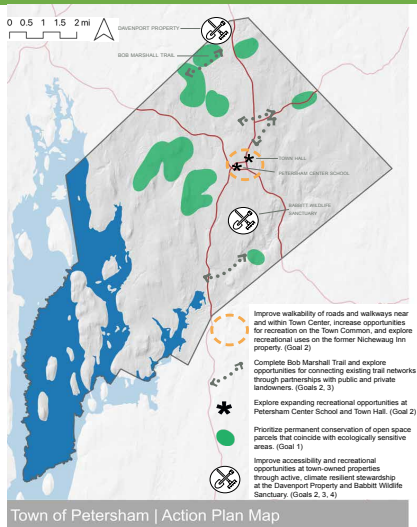 0 0.5 1 1.5 2 mi
DAVENPORT PROPERTY
BOB MARSHALL TRAIL
TOWN HALL
PETERSHAM CENTER SCHOOL
BABBITT WILDLIFE
SANCTUARY
Improve walkability of roads and walkways near
and within Town Center, increase opportunities
for recreation on the Town Common, and explore
recreational uses on the former Nichewaug Inn
property. (Goal 2)
Complete Bob Marshall Trail and explore
opportunities for connecting existing trail networks
through partnerships with public and private
landowners. (Goals 2, 3)
Explore expanding recreational opportunities at
Petersham Center School and Town Hall. (Goal 2)
Prioritize permanent conservation of open space
parcels that coincide with ecologically sensitive
areas. (Goal 1)
Improve accessibility and recreational
opportunities at town-owned properties
through active, climate resilient stewardship
at the Davenport Property and Babbitt Wildlife
Sanctuary. (Goals 2, 3, 4)
Town of Petersham | Action Plan Map